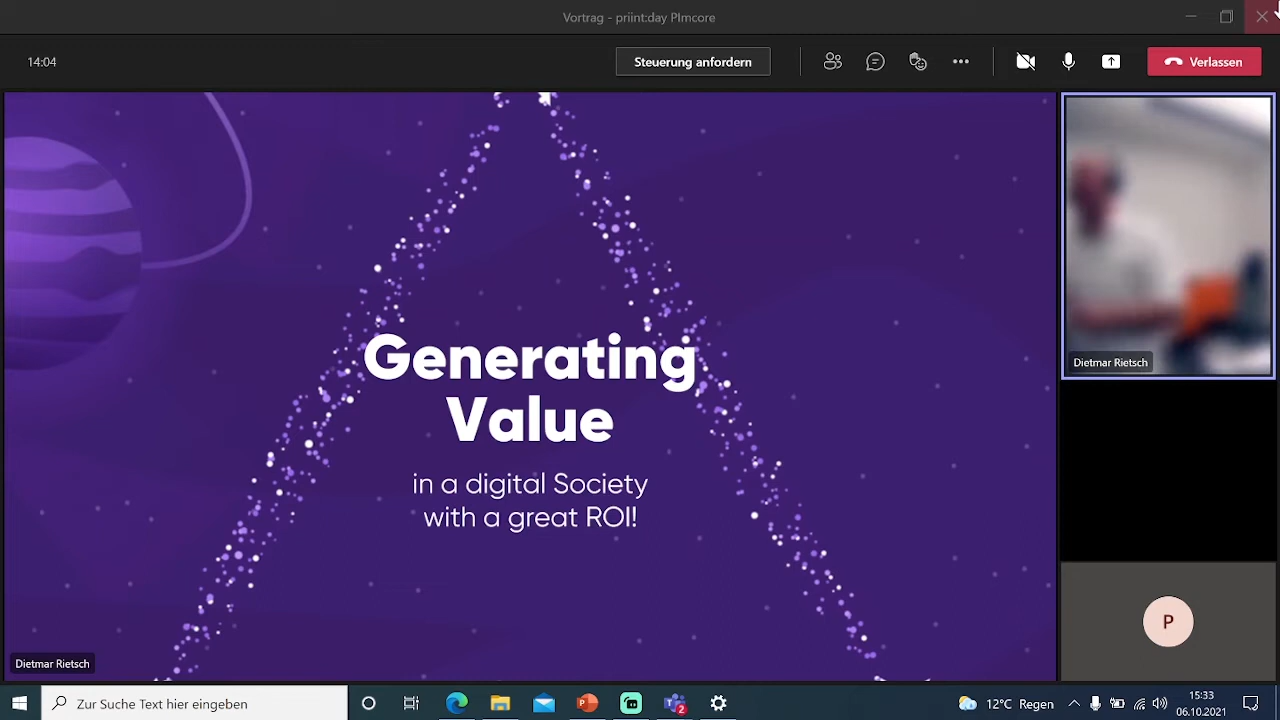 Vortrag - priint:day PImcore
14:04
Steuerung anfordern
Verlassen
Generating
Value
in a digital Society
with a great ROI!
Dietmar Rietsch
Dietmar Rietsch
P
Zur Suche Text hier eingeben
2
12°C Regen
15:33
06.10.2021